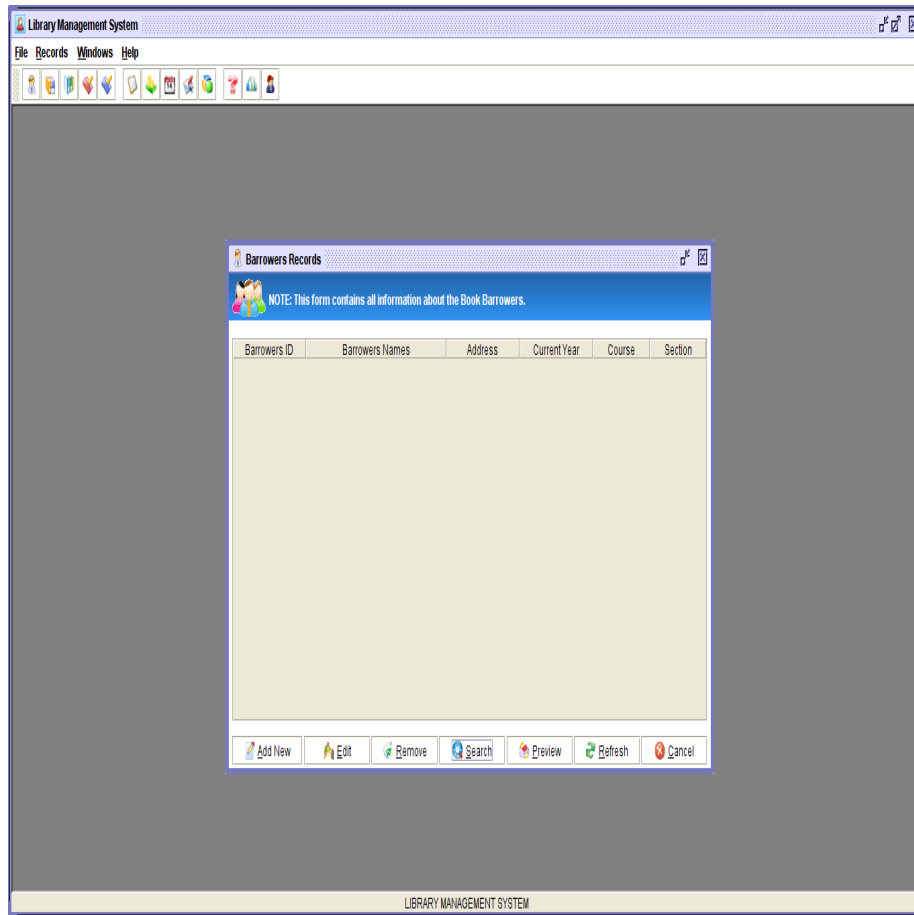 Library Management System
File Records Windows Help
14
Barrowers Records
NOTE: This form contains all information about the Book Barrowers.
Barrowers ID Barrowers Names Address Current Year Course Section
Add New Edit Remove Search Preview Refresh Cancel
LIBRARY MANAGEMENT SYSTEM